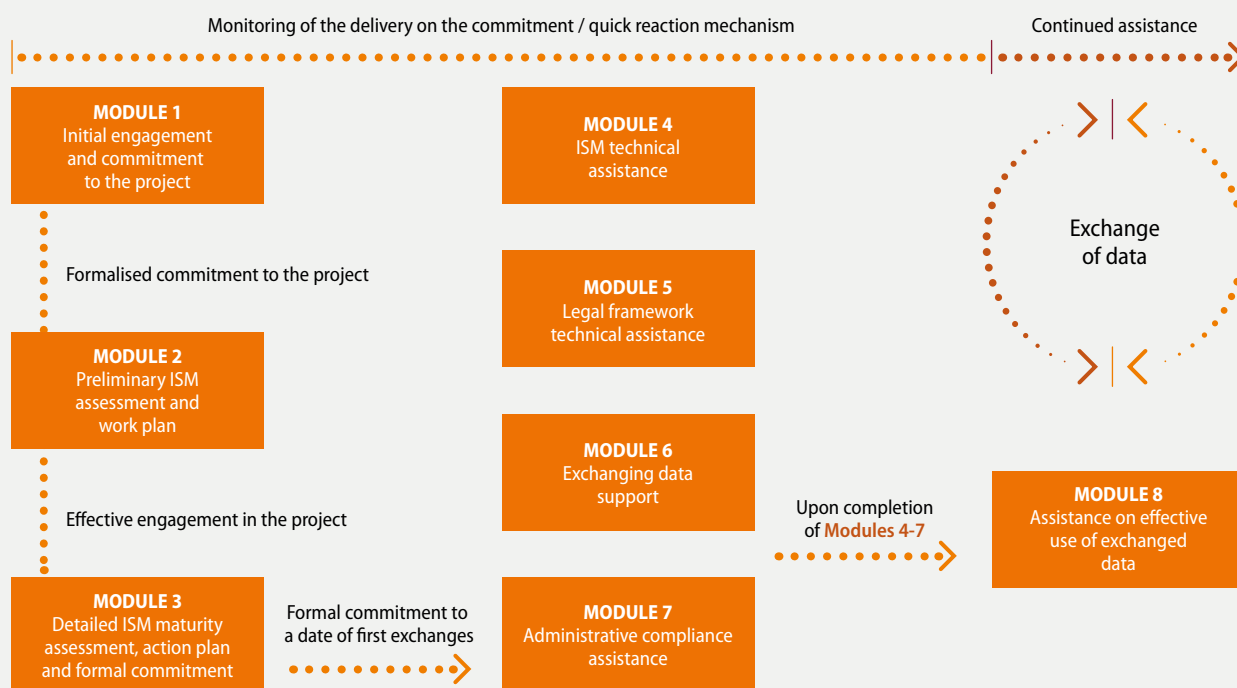 Monitoring of the delivery on the commitment / quick reaction mechanism
Continued assistance
MODULE 1
Initial engagement
and commitment
to the project
Formalised commitment to the project
MODULE 2
Preliminary ISM
assessment and
work plan
Effective engagement in the project
MODULE 3
Detailed ISM maturity
assessment, action plan
and formal commitment
Formal commitment to
a date of first exchanges
MODULE 4
ISM technical
assistance
MODULE 5
Legal framework
technical assistance
MODULE 6
Exchanging data
support
MODULE 7
Administrative compliance
assistance
Upon completion
of Modules 4-7
Exchange
of data
MODULE 8
Assistance on effective
use of exchanged
data